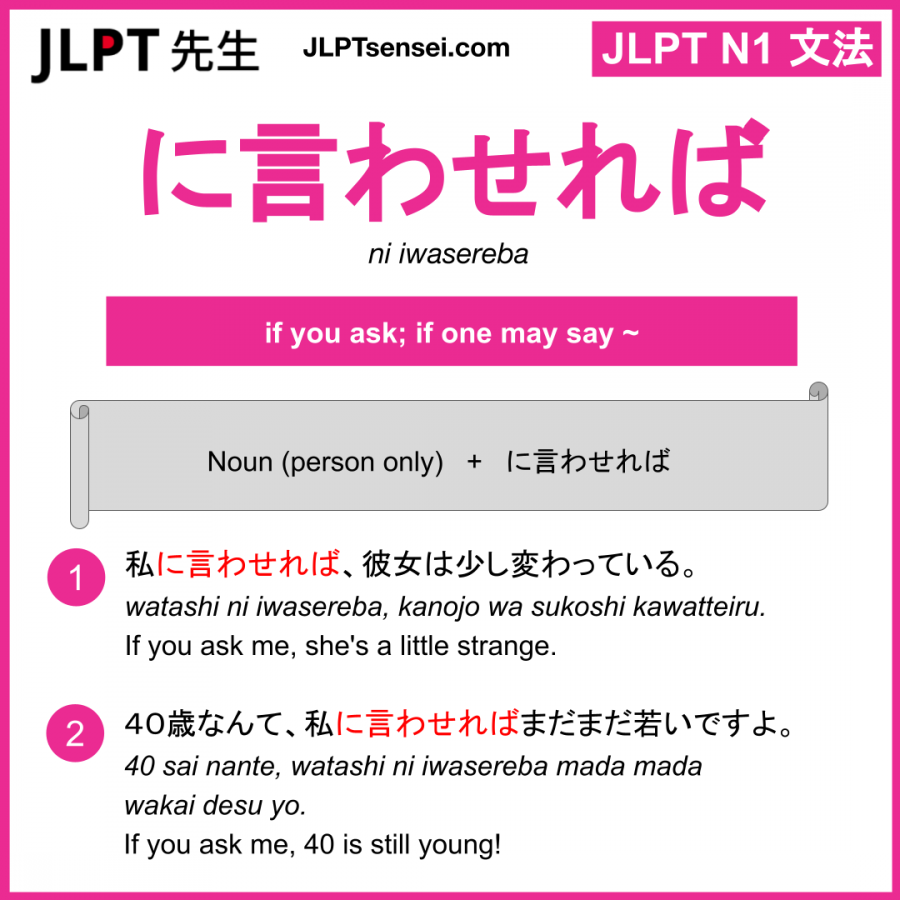 JLPT 先生
JLPTsensei.com
JLPT N1 文法
に言わせれば
ni iwasereba
if you ask; if one may say ~
Noun (person only) + に言わせれば
1
私に言わせれば、彼女は少し変わっている。
watashi ni iwasereba, kanojo wa sukoshi kawatteiru.
If you ask me, she's a little strange.
2
40歳なんて、私に言わせればまだまだ若いですよ。
40 sai nante, watashi ni iwasereba mada mada
wakai desu yo.
If you ask me, 40 is still young!